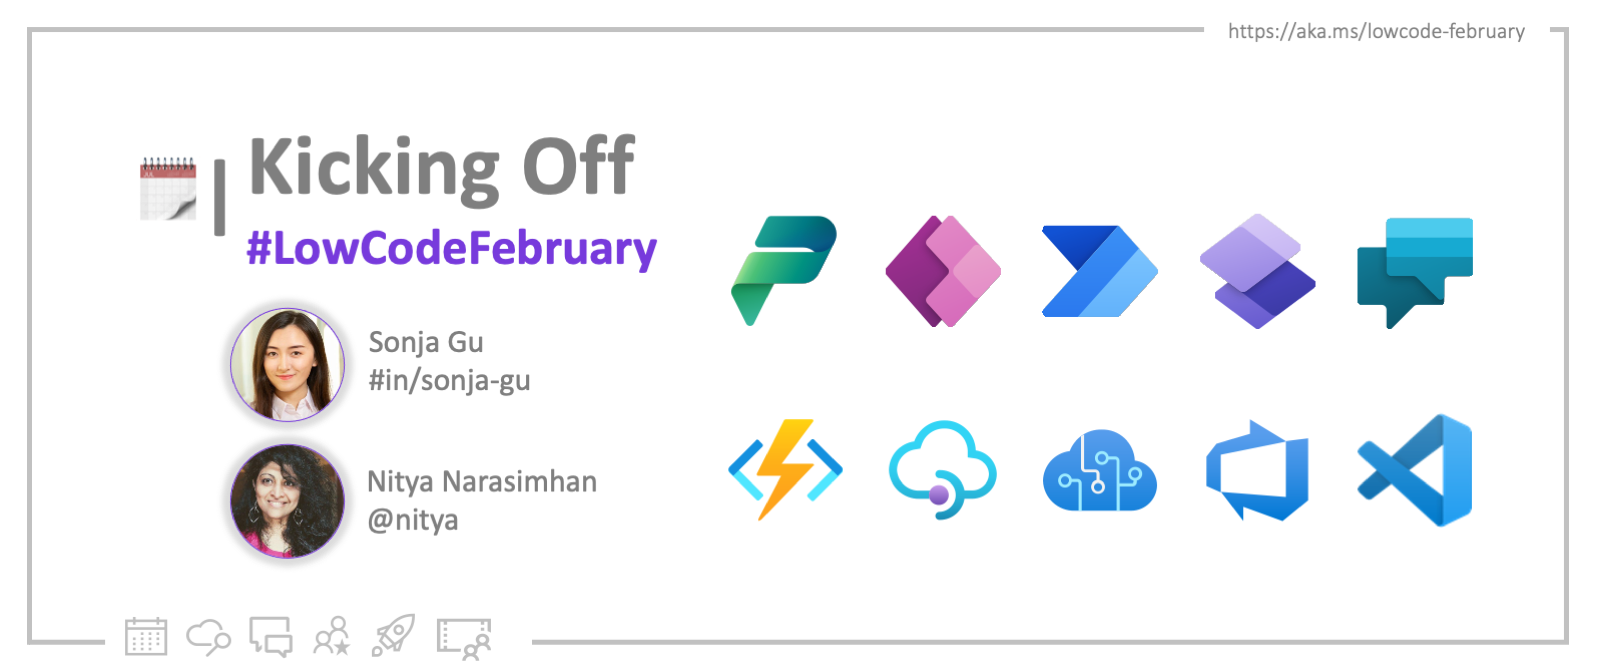 https://aka.ms/lowcode-february
Kicking Off
#LowCodeFebruary
Sonja Gu
#in/sonja-gu
Nitya Narasimhan
@nitya